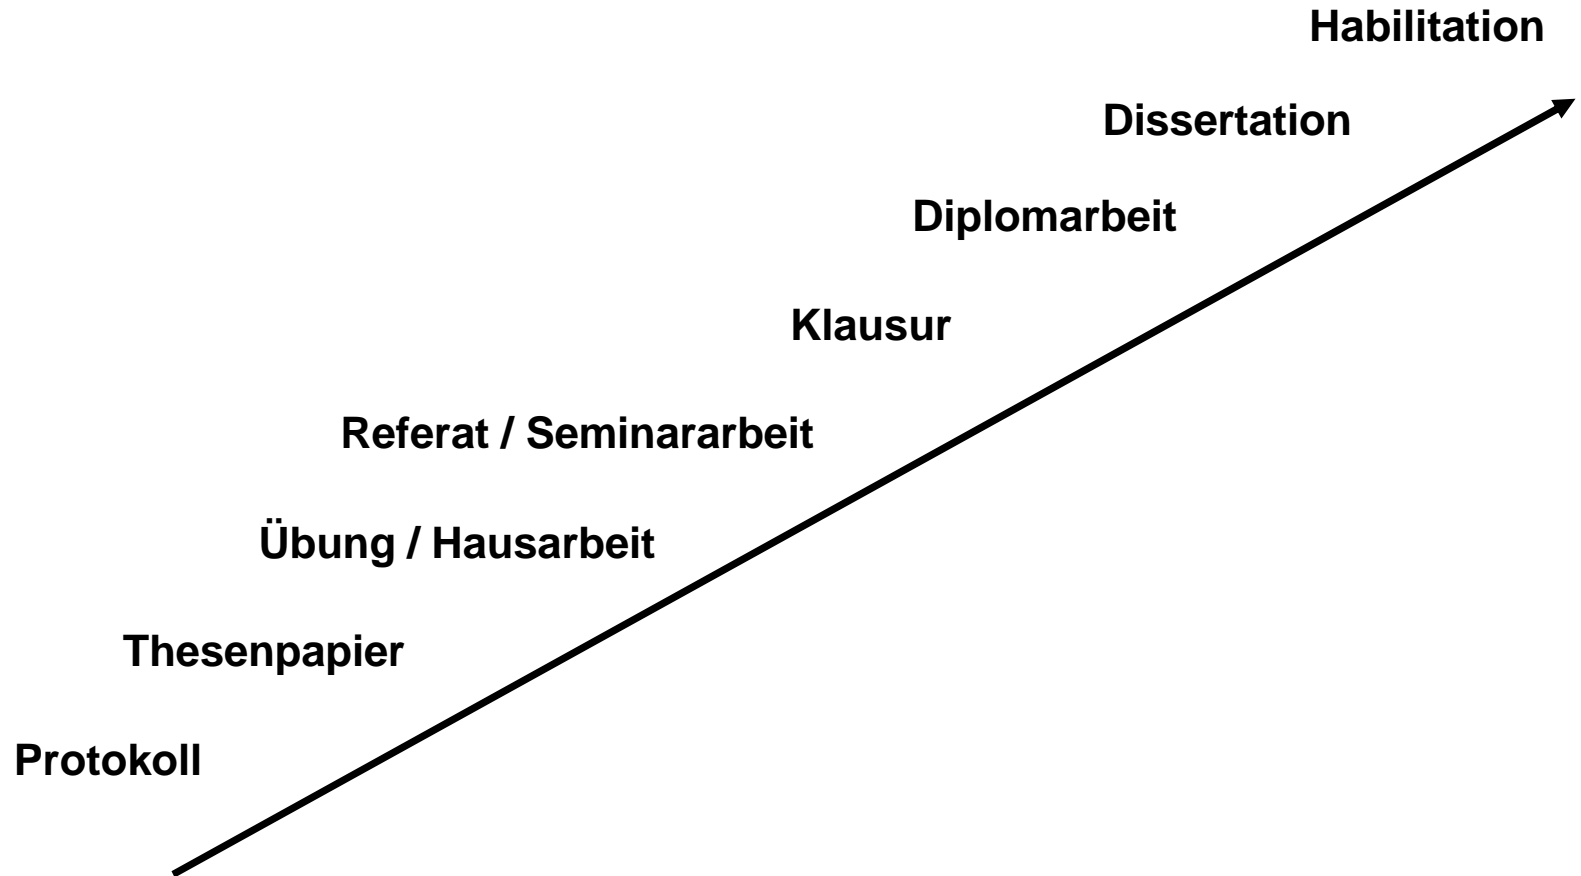 Habilitation
Dissertation
Diplomarbeit
Klausur
Referat / Seminararbeit
Übung / Hausarbeit
Thesenpapier
Protokoll